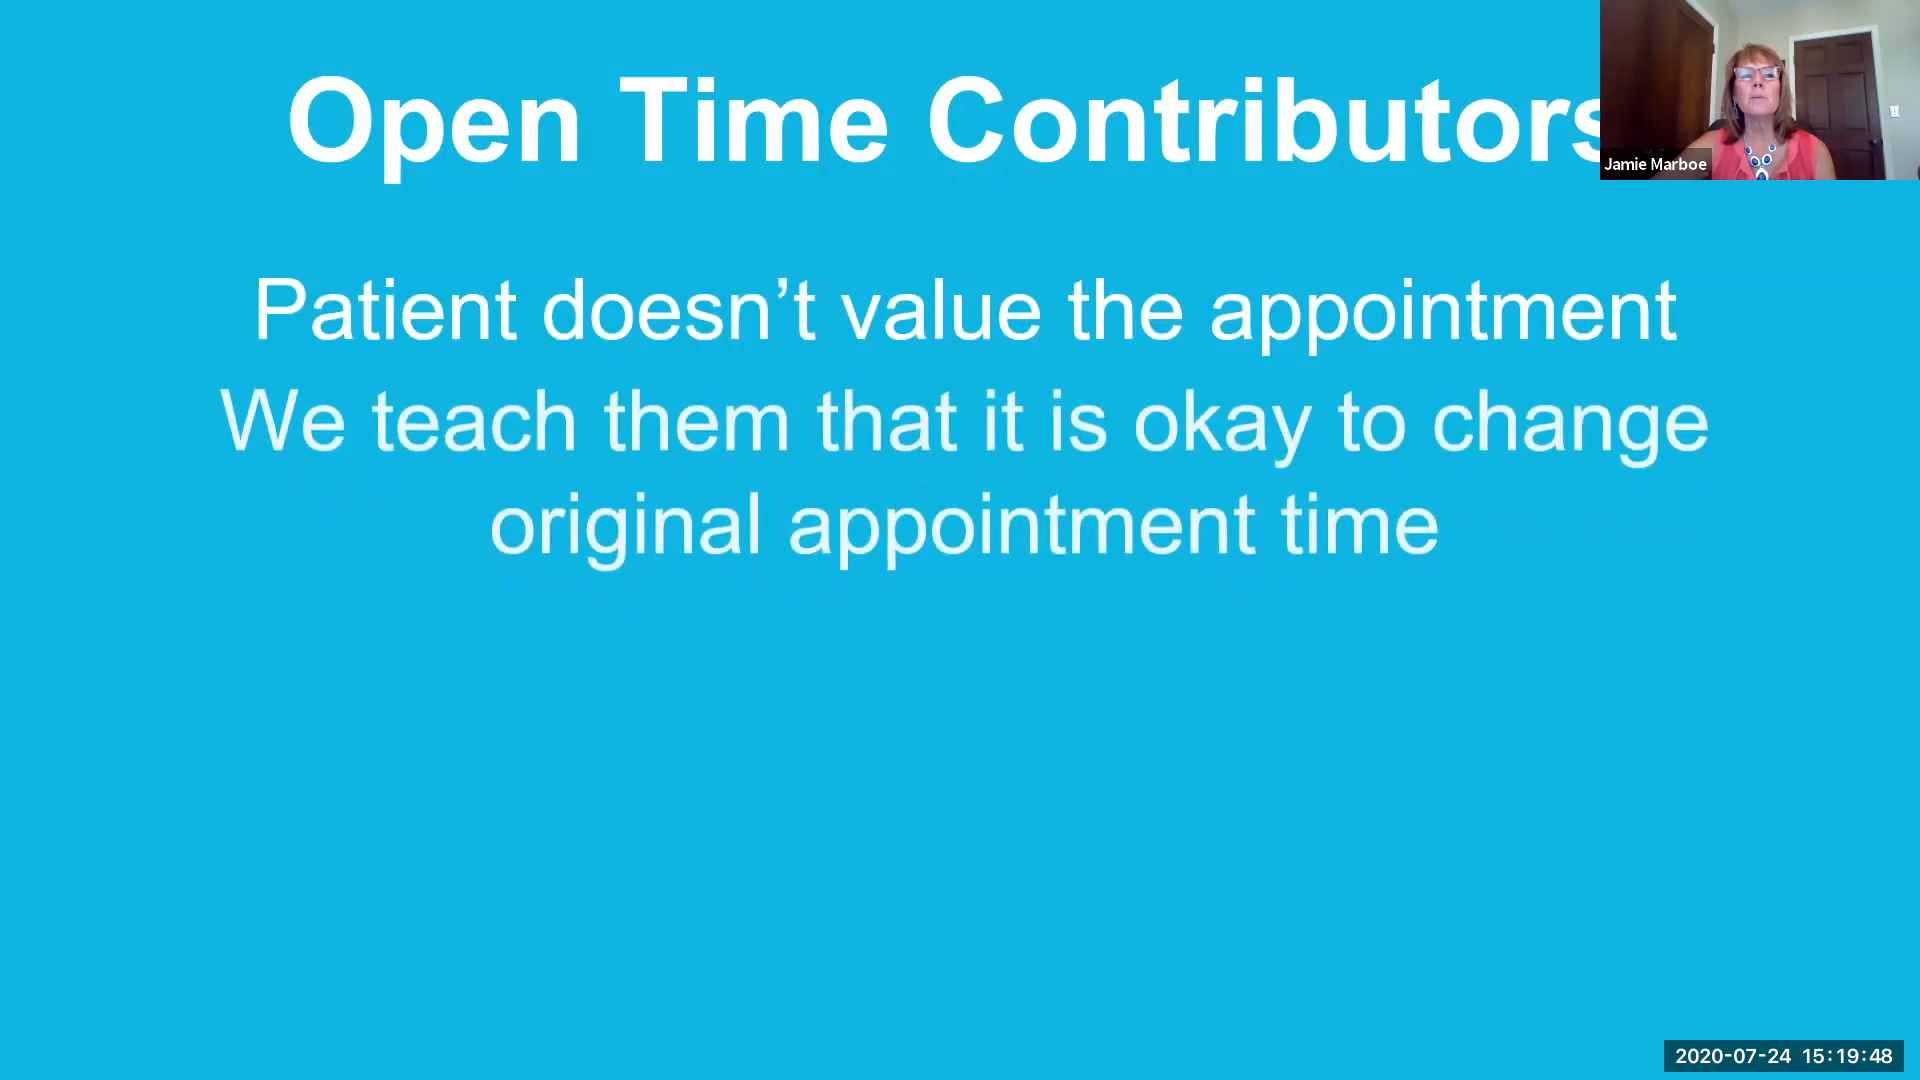 Open Time Contributors
Jamie Marboe
Patient doesn’t value the appointment
We teach them that it is okay to change
original appointment time
2020-07-24 15:19:48